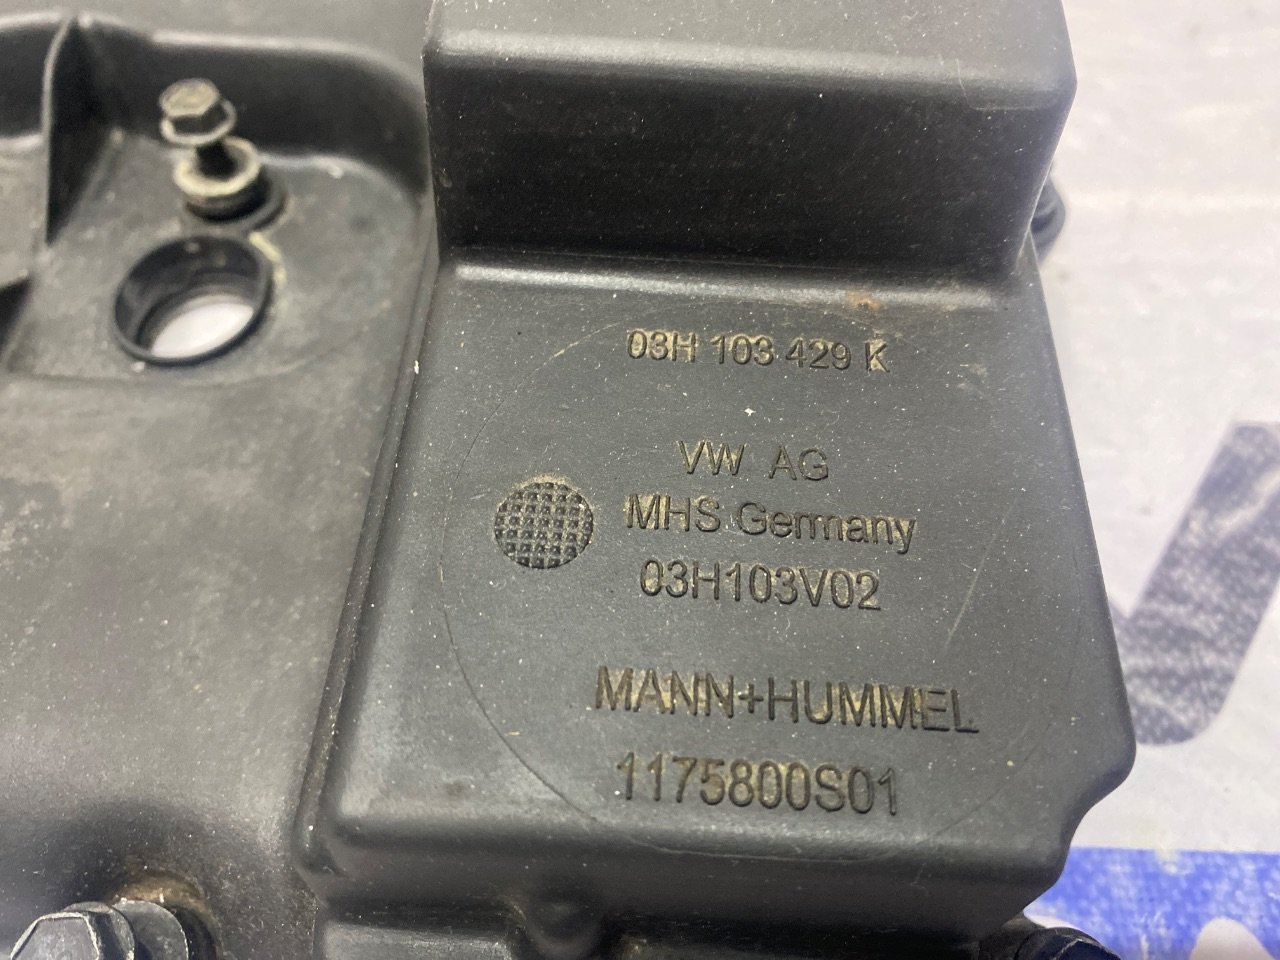 03H 103 429 K
VW AG
MHS Germany
03H103V02
MANN+HUMMEL
1175800S01